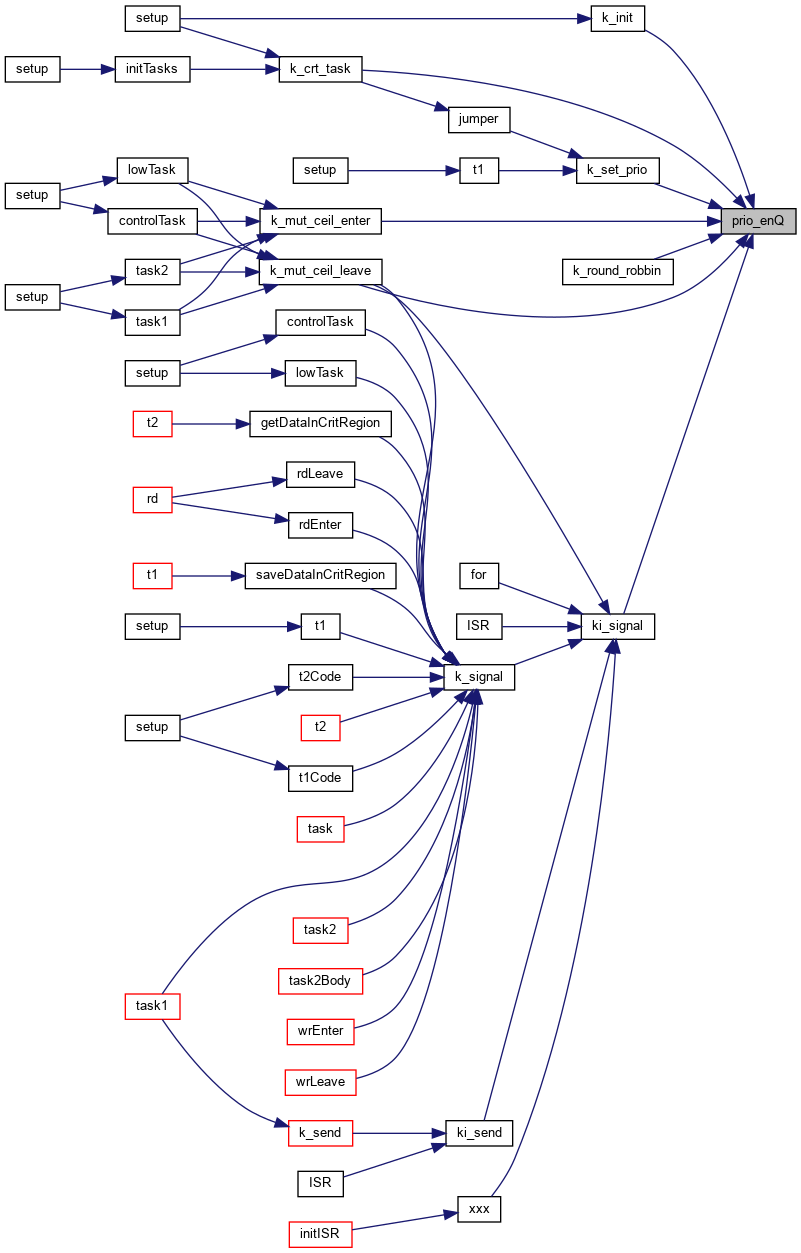 setup
k_init
setup
initTasks
k_crt_task
jumper
lowTask
setup
t1
k_set_prio
setup
controlTask
k_mut_ceil_enter
prio_enQ
task2
k_mut_ceil_leave
k_round_robbin
setup
task1
controlTask
setup
lowTask
t2
getDataInCritRegion
rdLeave
rd
rdEnter
t1
saveDataInCritRegion
for
setup
t1
ISR
ki_signal
t2Code
k_signal
setup
t2
t1Code
task
task2
task2Body
task1
wrEnter
wrLeave
k_send
ki_send
ISR
xxx
initISR